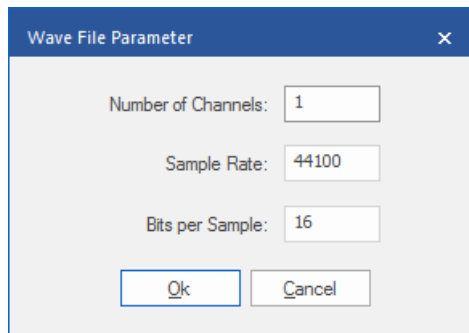 Wave File Parameter
Number of Channels: 1
Sample Rate: 44100
Bits per Sample: 16
Ok Cancel